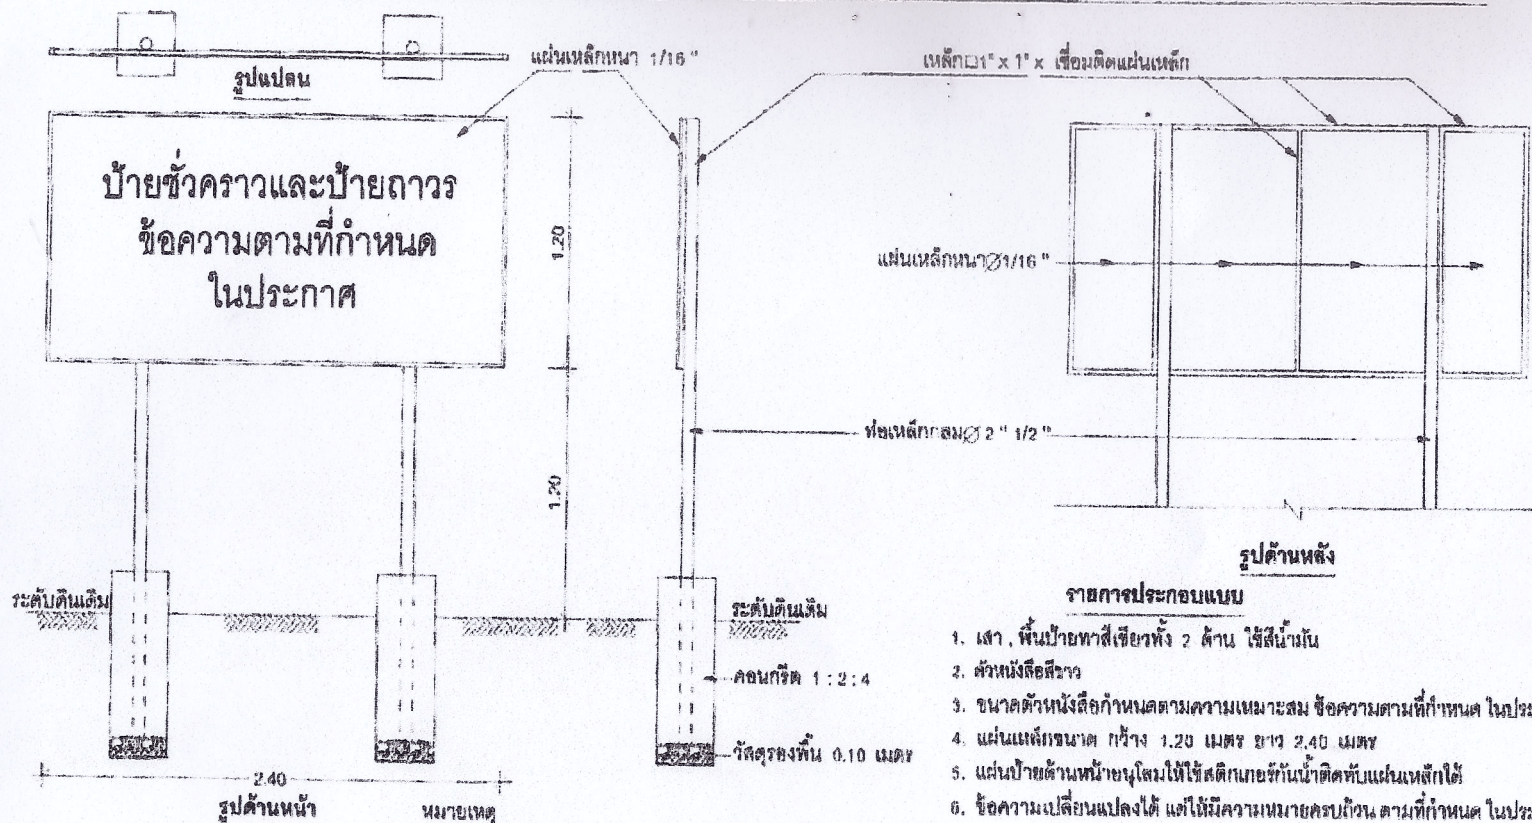 แผ่นเหล็กหนา 1/16 "
เหล็ก□1" x 1" x เชื่อมติดแผ่นเหล็ก
รูปแปลน
ป้ายชั่วคราวและป้ายถาวร
ข้อความตามที่กำหนด
ในประกาศ
1.20
แผ่นเหล็กหนาØ1/16 "
ท่อเหล็กกลมØ 2 " 1/2 "
1.20
รูปด้านหลัง
ระดับดินเดิม
ระดับดินเดิม
คอนกรีต 1 : 2 : 4
วัสดุรองพื้น 0.10 เมตร
2.40
รูปด้านหน้า
หมายเหตุ
รายการประกอบแบบ
1. เสา , พื้นป้ายทาสีเขียวทั้ง 2 ด้าน ใช้สีน้ำมัน
2. ตัวหนังสือสีขาว
3. ขนาดตัวหนังสือกำหนดตามความเหมาะสม ข้อความตามที่กำหนด ในประ
4. แผ่นเหล็กขนาด กว้าง 1.20 เมตร ยาว 2.40 เมตร
5. แผ่นป้ายด้านหน้าอนุโลมให้ใช้สติกเกอร์กันน้ำติดทับแผ่นเหล็กได้
6. ข้อความเปลี่ยนแปลงได้ แต่ให้มีความหมายครบถ้วน ตามที่กำหนด ในประ